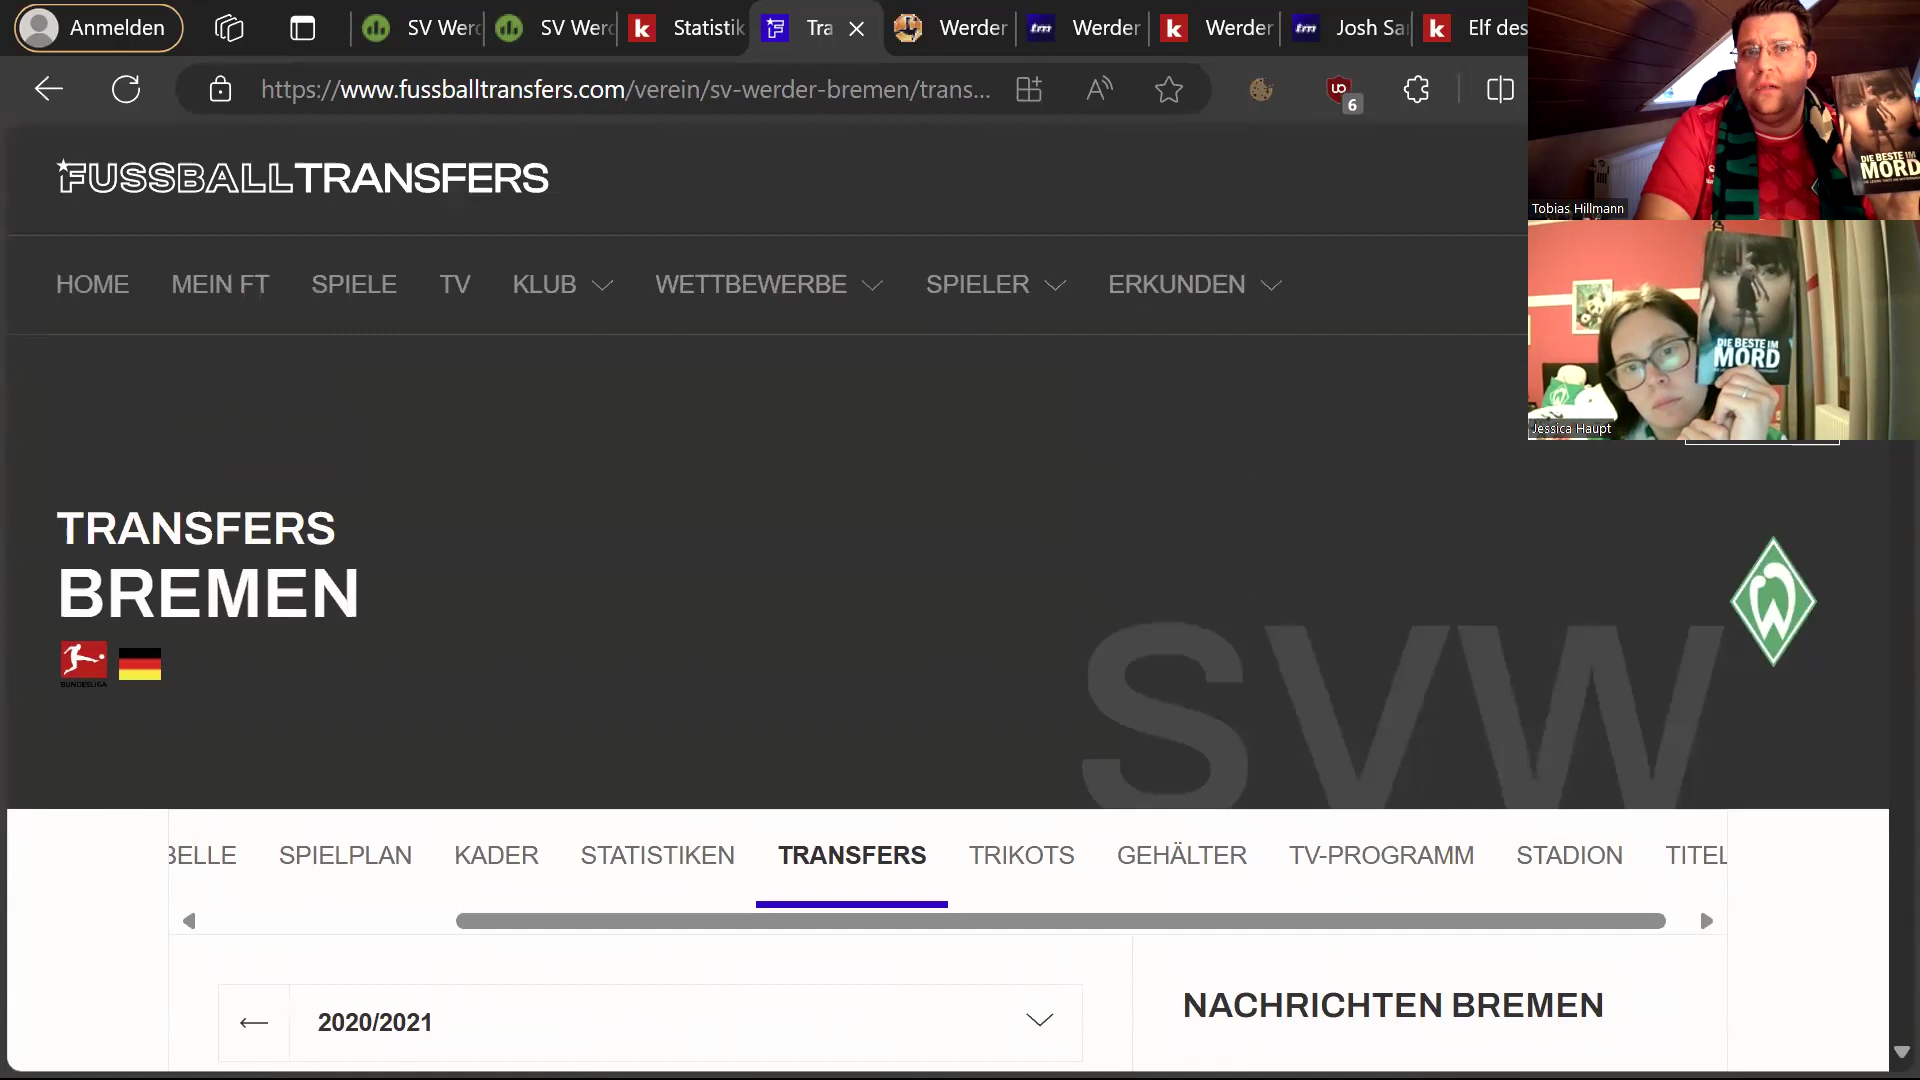 Anmelden
SV Werd
SV Werd
Statistik
Tra
Werder
Werder
Werder
Josh Sa
Elf des
https://www.fussballtransfers.com/verein/sv-werder-bremen/trans...
6
FUSSBALLTRANSFERS
HOME MEIN FT SPIELE TV KLUB WETTBEWERBE SPIELER ERKUNDEN
DIE BESTE IM
MORD
Tobias Hillmann
DIE BESTE IM
MORD
Jessica Haupt
TRANSFERS
BREMEN
BUNDESLIGA
SVW
BELLE SPIELPLAN KADER STATISTIKEN TRANSFERS TRIKOTS GEHÄLTER TV-PROGRAMM STADION TITEL
2020/2021
NACHRICHTEN BREMEN